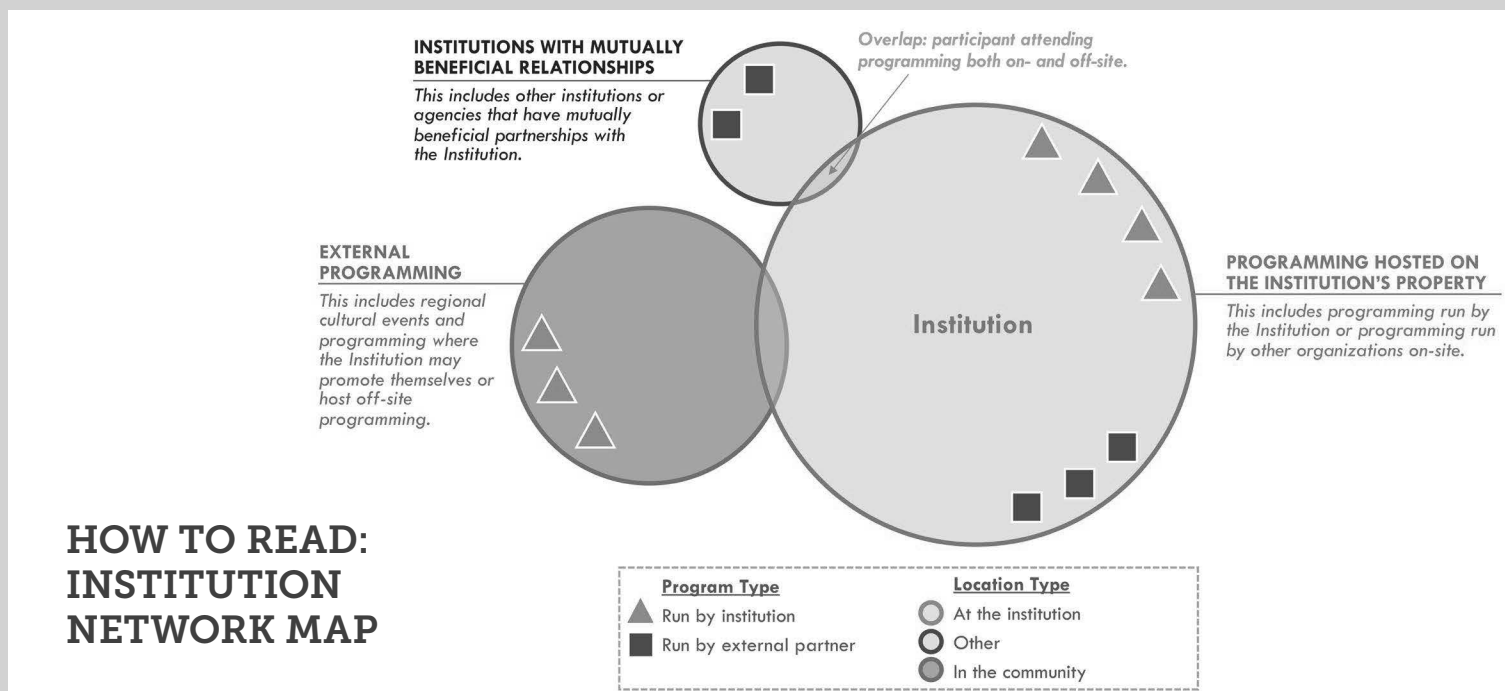 INSTITUTIONS WITH MUTUALLY
BENEFICIAL RELATIONSHIPS
This includes other institutions or
agencies that have mutually
beneficial partnerships with
the Institution.
Overlap: participant attending
programming both on- and off-site.
EXTERNAL
PROGRAMMING
This includes regional
cultural events and
programming where
the Institution may
promote themselves or
host off-site
programming.
Institution
PROGRAMMING HOSTED ON
THE INSTITUTION'S PROPERTY
This includes programming run by
the Institution or programming run
by other organizations on-site.
HOW TO READ:
INSTITUTION
NETWORK MAP
Program Type
Run by institution
Run by external partner
Location Type
At the institution
Other
In the community